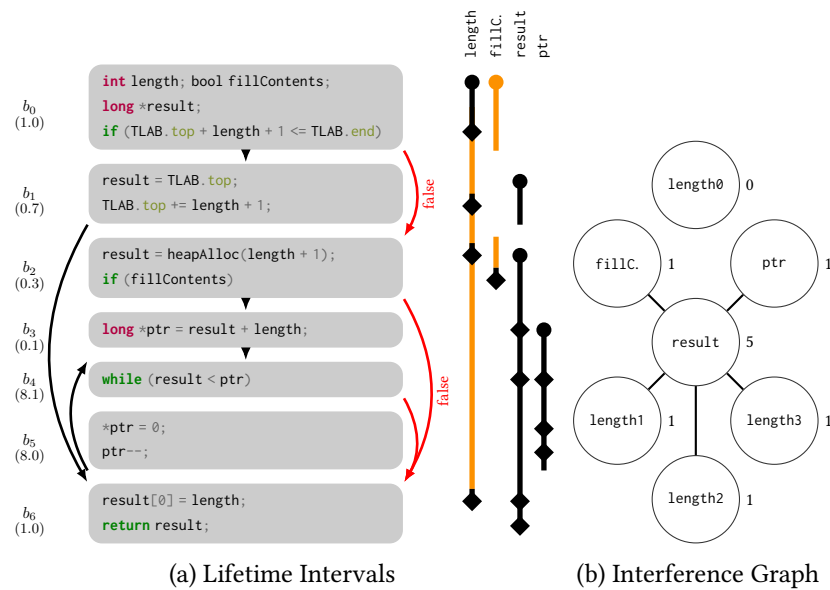 length
fillC.
result
ptr
b0
(1.0)
int length; bool fillContents;
long *result;
if (TLAB.top + length + 1 <= TLAB.end)
false
b1
(0.7)
result = TLAB.top;
TLAB.top += length + 1;
b2
(0.3)
result = heapAlloc(length + 1);
if (fillContents)
false
b3
(0.1)
long *ptr = result + length;
b4
(8.1)
while (result < ptr)
b5
(8.0)
*ptr = 0;
ptr--;
b6
(1.0)
result[0] = length;
return result;
(a) Lifetime Intervals
length0 0
fillC. 1
ptr 1
result 5
length1 1
length3 1
length2 1
(b) Interference Graph